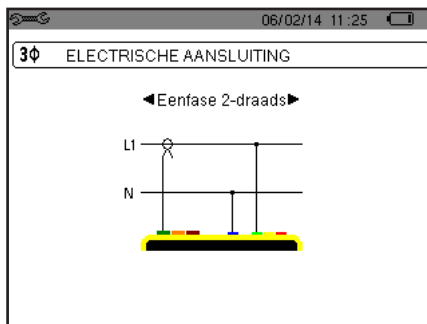 06/02/14 11:25
3Φ ELECTRISCHE AANSLUITING
◄Eenfase 2-draads►
L1
N